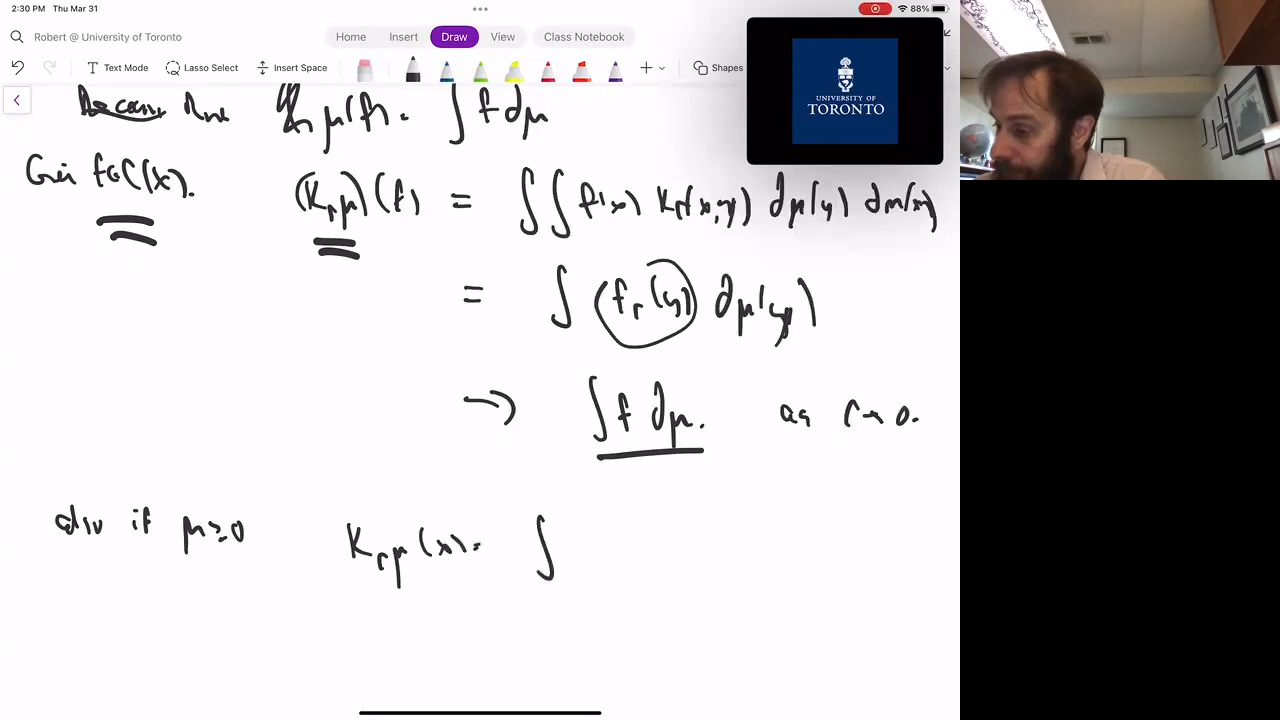 2:30 PM Thu Mar 31
88%
Robert @ University of Toronto
Home Insert Draw View Class Notebook
Text Mode Lasso Select Insert Space Shapes
UNIVERSITY OF
TORONTO
μ(f) = ∫ f dμ
f∈C(X). (K_r μ)(f) = ∫∫ f(x) K_r(x,y) dμ(y) dm(x)
= ∫ (f_r(y)) dμ(y)
→ ∫ f dμ. as r→0.
if μ≥0 K_r μ(x) = ∫